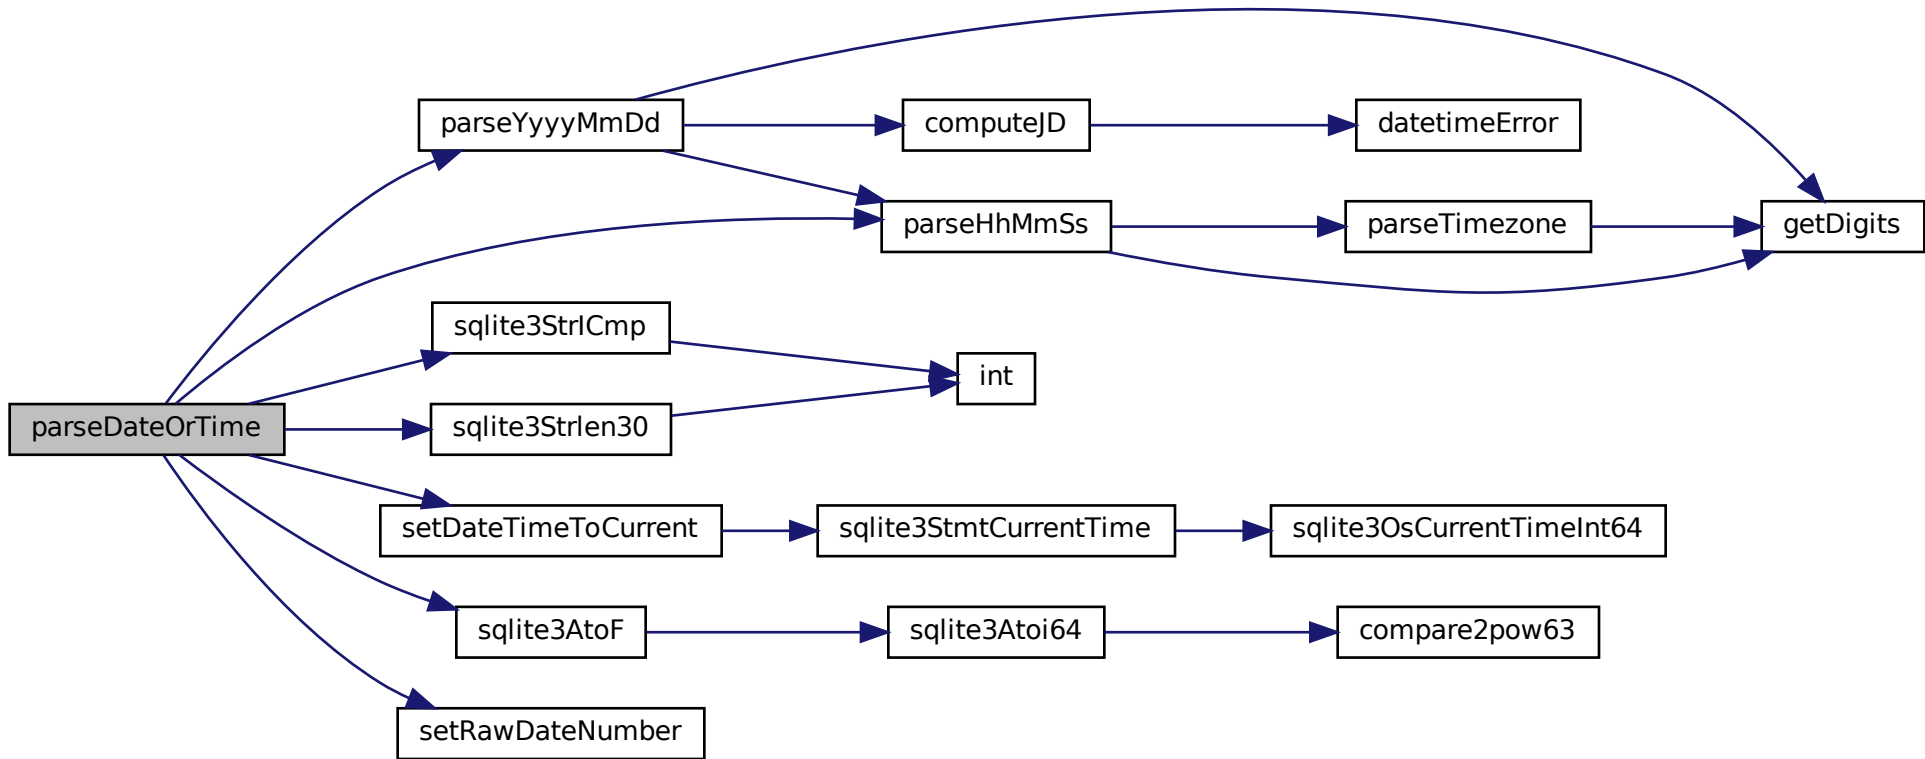 parseYyyyMmDd
computeJD
datetimeError
parseHhMmSs
parseTimezone
getDigits
sqlite3StrICmp
int
parseDateOrTime
sqlite3Strlen30
setDateTimeToCurrent
sqlite3StmtCurrentTime
sqlite3OsCurrentTimeInt64
sqlite3AtoF
sqlite3Atoi64
compare2pow63
setRawDateNumber